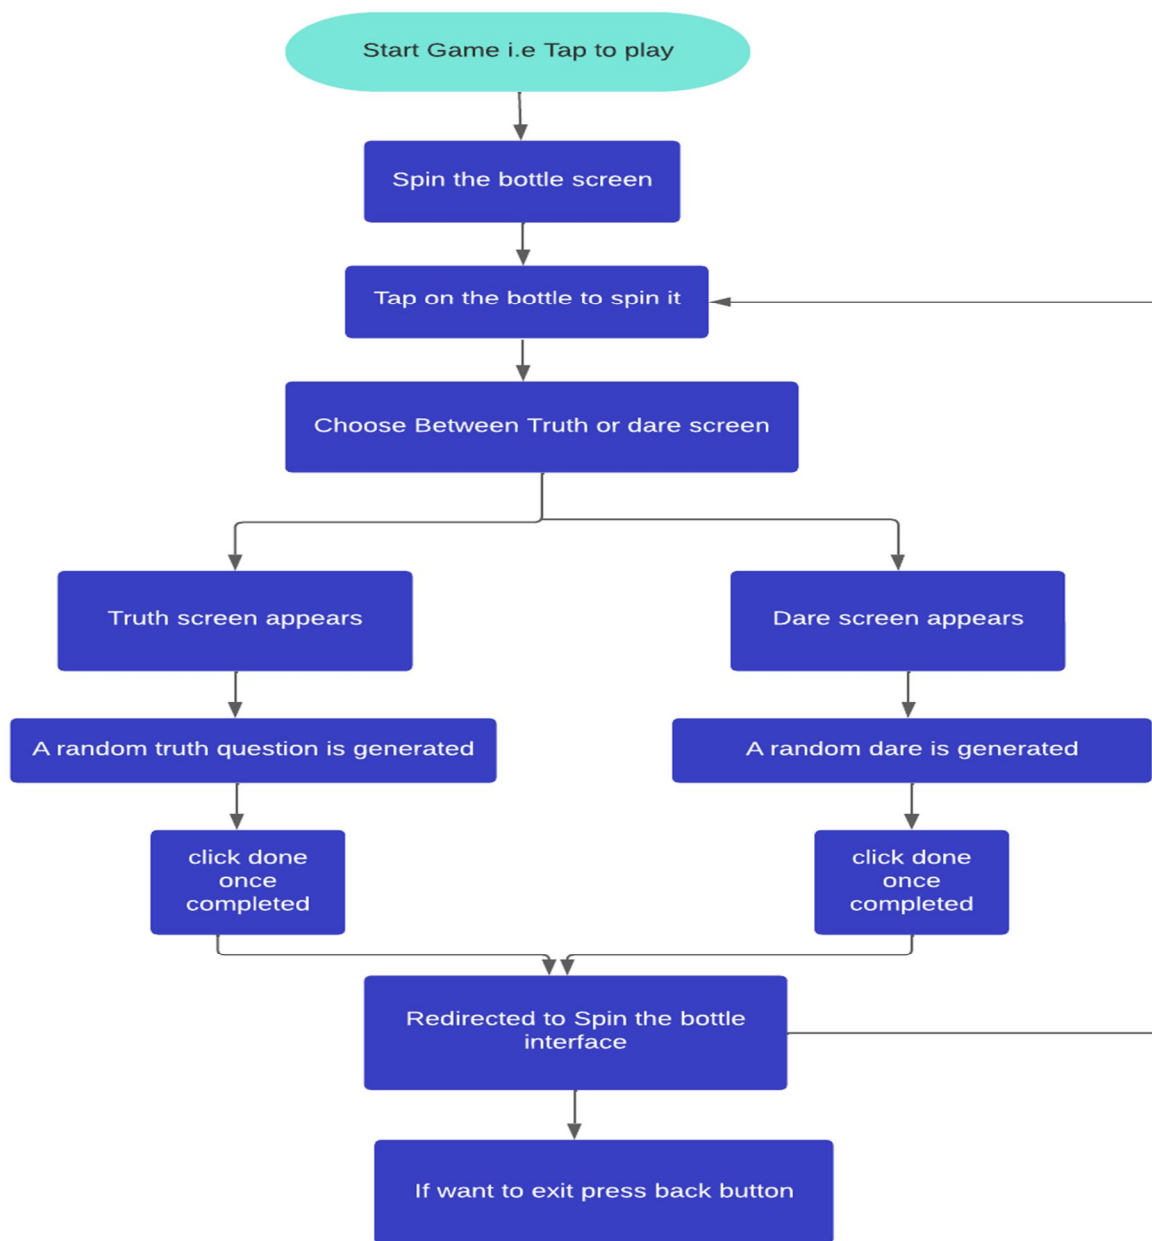 Start Game i.e Tap to play
Spin the bottle screen
Tap on the bottle to spin it
Choose Between Truth or dare screen
Truth screen appears
Dare screen appears
A random truth question is generated
A random dare is generated
click done
once
completed
click done
once
completed
Redirected to Spin the bottle
interface
If want to exit press back button